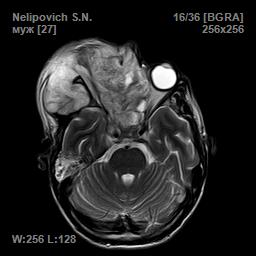 Nelipovich S.N.
муж [27]
16/36 [BGRA]
256x256
W:256 L:128